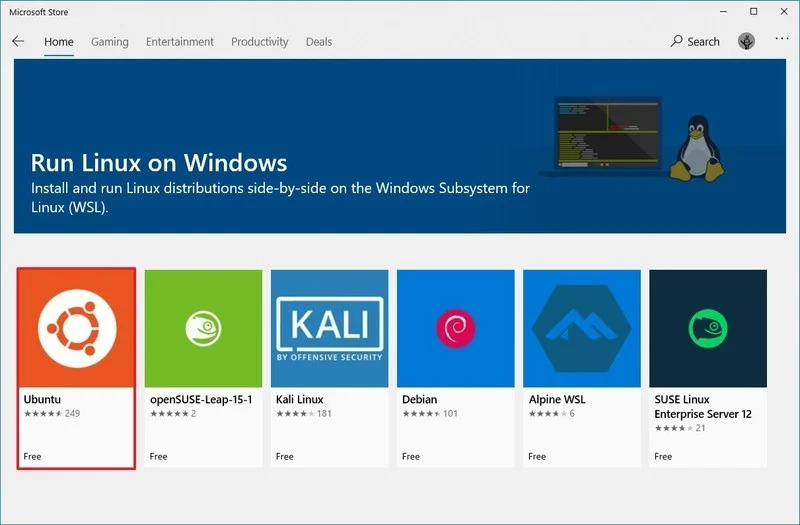 Microsoft Store
Home Gaming Entertainment Productivity Deals Search
Run Linux on Windows
Install and run Linux distributions side-by-side on the Windows Subsystem for
Linux (WSL).
KALI
BY OFFENSIVE SECURITY
Ubuntu
249
Free
openSUSE-Leap-15-1
2
Free
Kali Linux
181
Free
Debian
101
Free
Alpine WSL
6
Free
SUSE Linux
Enterprise Server 12
21
Free